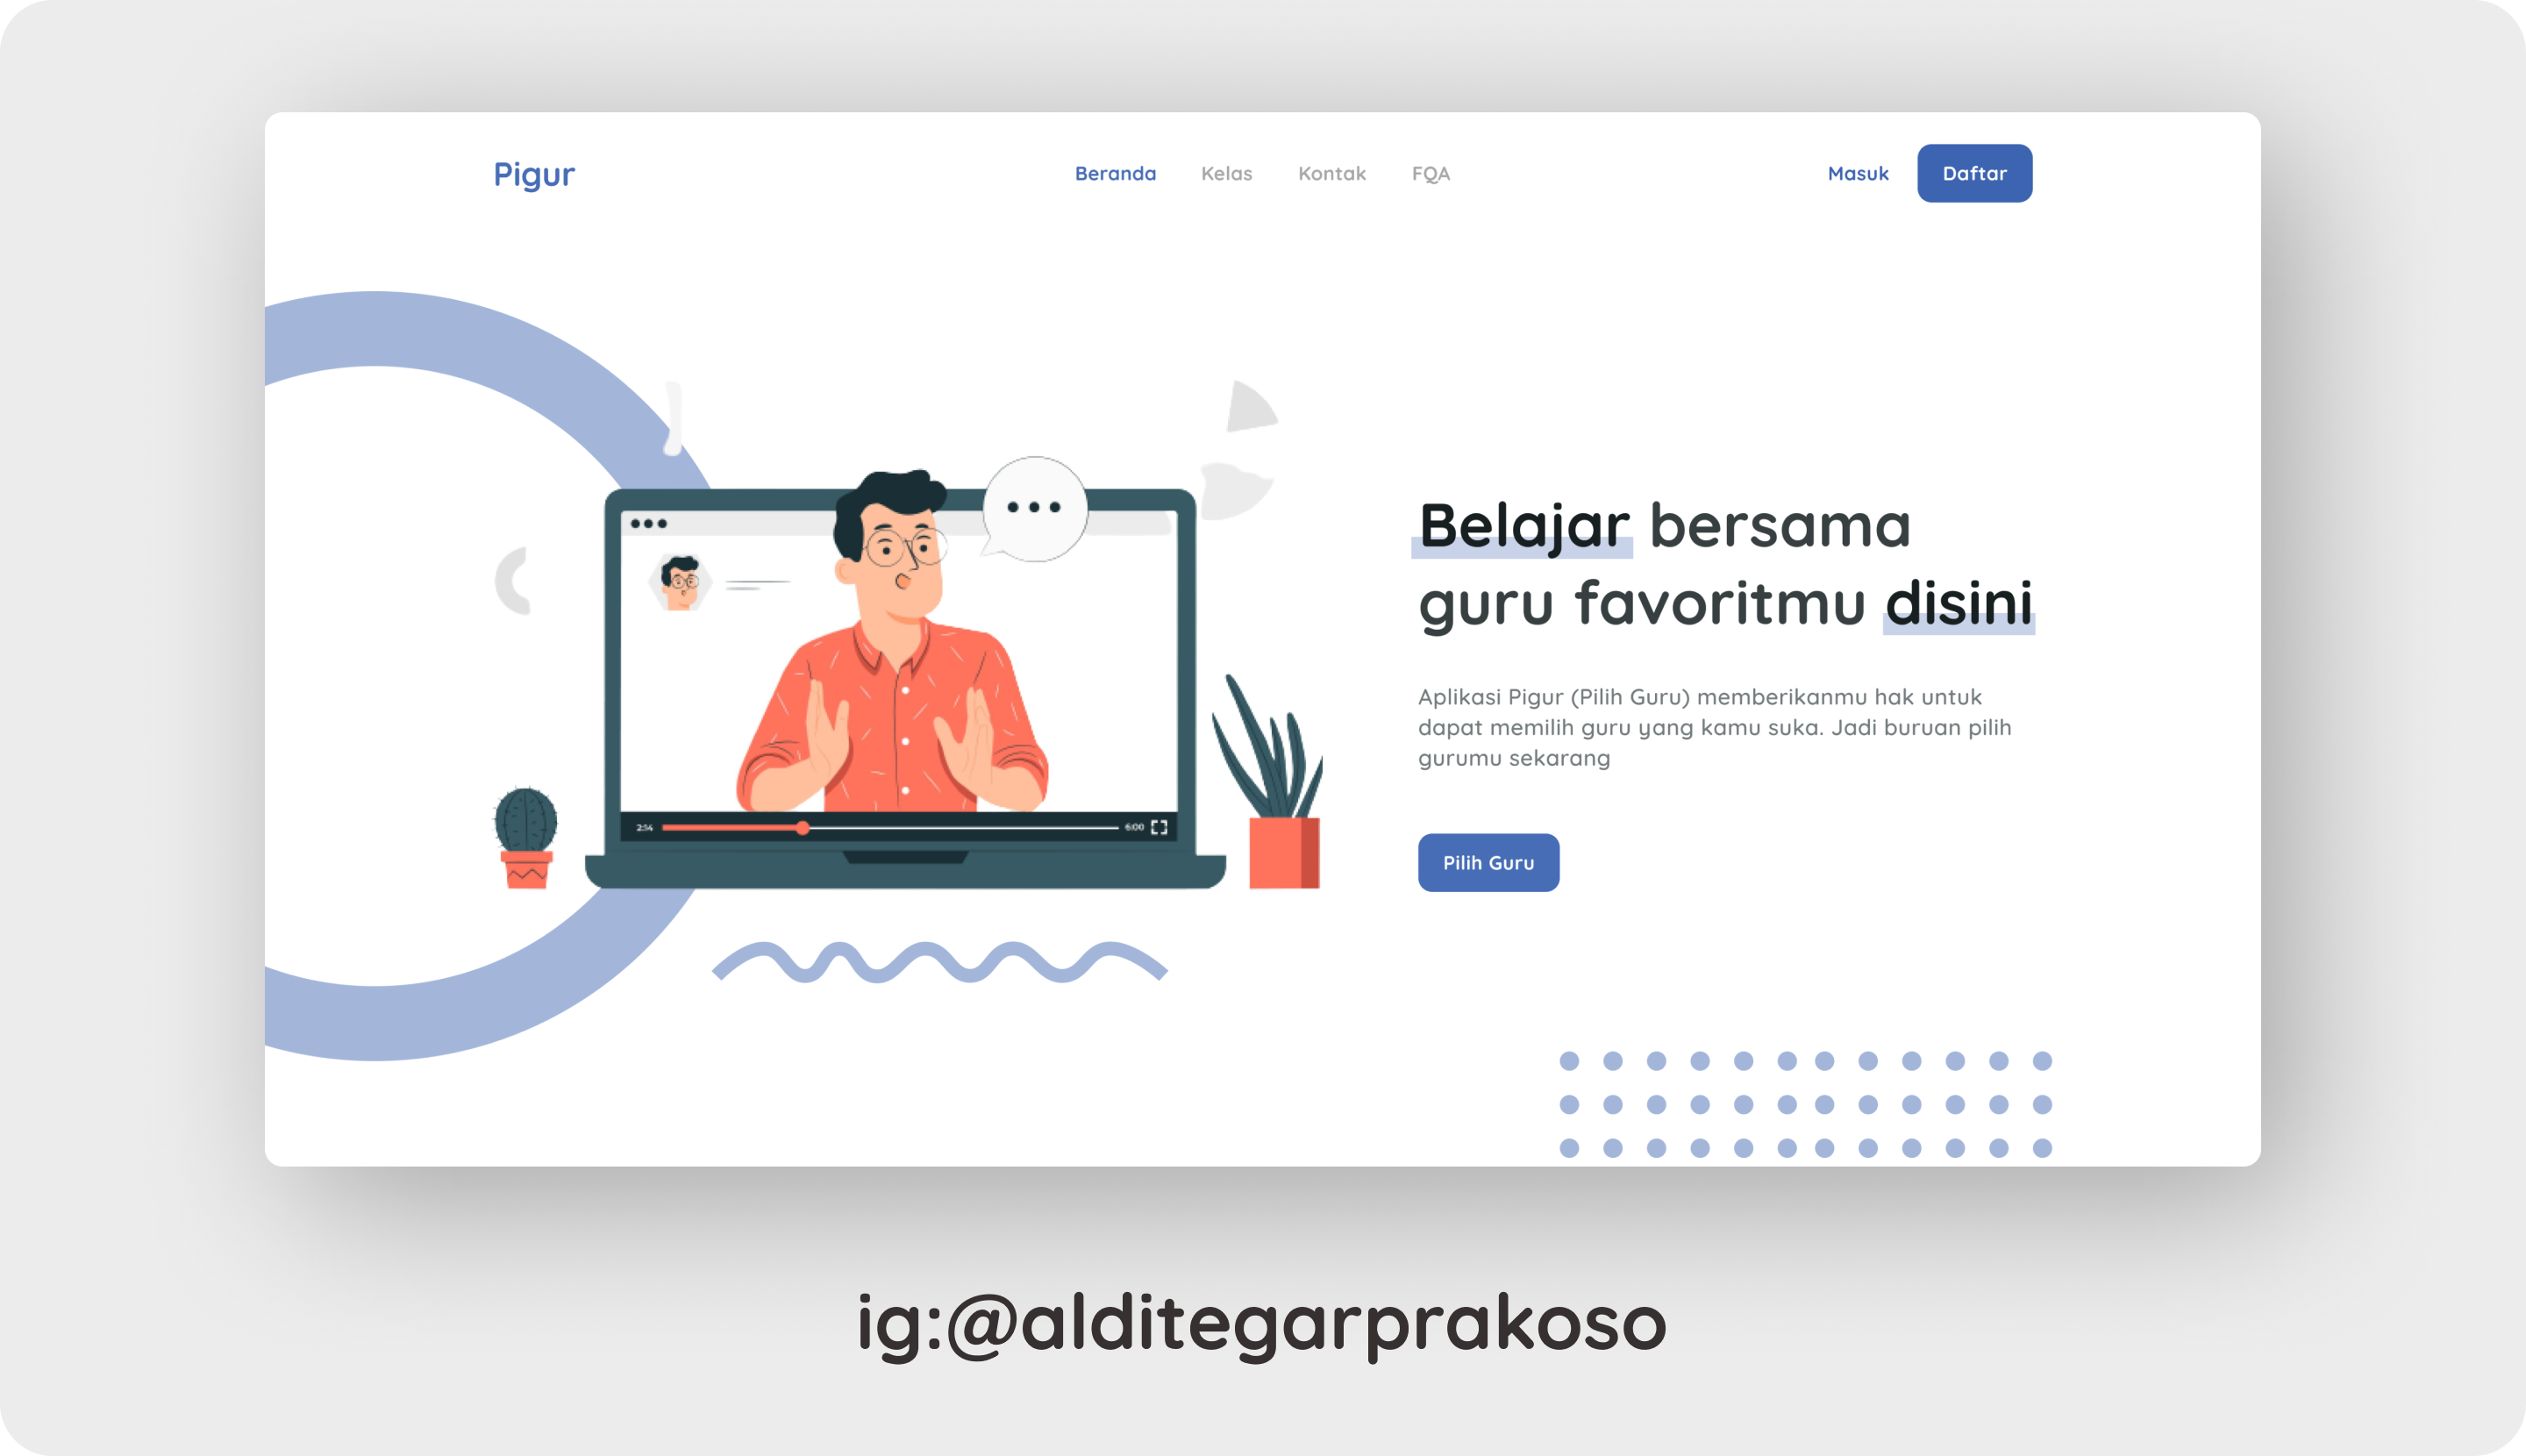 Pigur
Beranda Kelas Kontak FQA
Masuk Daftar
Belajar bersama
guru favoritmu disini
Aplikasi Pigur (Pilih Guru) memberikanmu hak untuk
dapat memilih guru yang kamu suka. Jadi buruan pilih
gurumu sekarang
Pilih Guru
2:14 6:00
ig:@alditegarprakoso